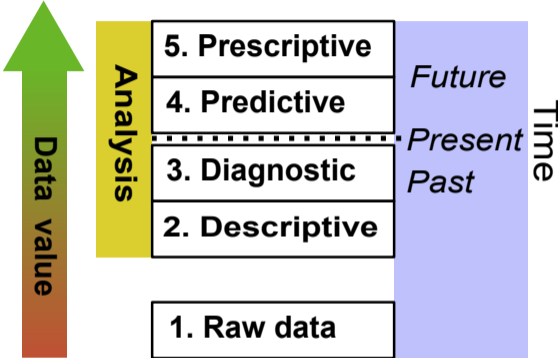 Data value
Analysis
5. Prescriptive
4. Predictive
3. Diagnostic
2. Descriptive
1. Raw data
Future
Present
Past
Time